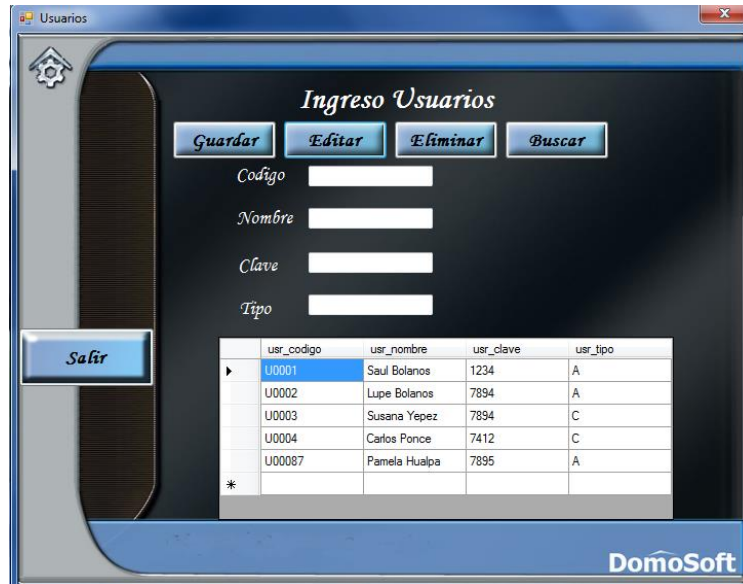 Usuarios
Ingreso Usuarios
Guardar Editar Eliminar Buscar
Codigo
Nombre
Clave
Tipo
Salir
usr_codigo usr_nombre usr_clave usr_tipo
U0001 Saul Bolanos 1234 A
U0002 Lupe Bolanos 7894 A
U0003 Susana Yepez 7894 C
U0004 Carlos Ponce 7412 C
U00087 Pamela Hualpa 7895 A
DomoSoft